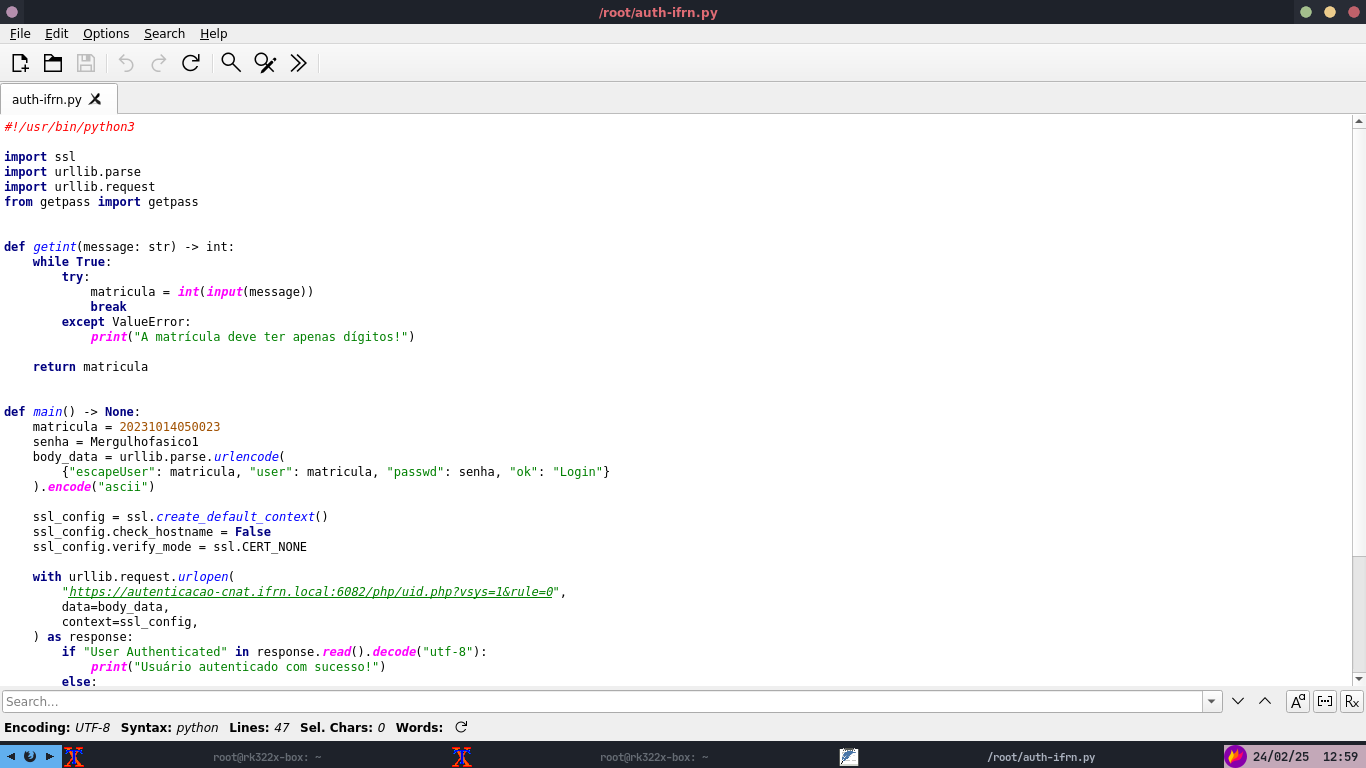 /root/auth-ifrn.py
File Edit Options Search Help
auth-ifrn.py
#!/usr/bin/python3
import ssl
import urllib.parse
import urllib.request
from getpass import getpass
def getint(message: str) -> int:
    while True:
        try:
            matricula = int(input(message))
            break
        except ValueError:
            print("A matrícula deve ter apenas dígitos!")
    return matricula
def main() -> None:
    matricula = 20231014050023
    senha = Mergulhofasico1
    body_data = urllib.parse.urlencode(
        {"escapeUser": matricula, "user": matricula, "passwd": senha, "ok": "Login"}
    ).encode("ascii")
    ssl_config = ssl.create_default_context()
    ssl_config.check_hostname = False
    ssl_config.verify_mode = ssl.CERT_NONE
    with urllib.request.urlopen(
        "https://autenticacao-cnat.ifrn.local:6082/php/uid.php?vsys=1&rule=0",
        data=body_data,
        context=ssl_config,
    ) as response:
        if "User Authenticated" in response.read().decode("utf-8"):
            print("Usuário autenticado com sucesso!")
        else:
Search...
Encoding: UTF-8 Syntax: python Lines: 47 Sel. Chars: 0 Words:
root@rk322x-box: ~ root@rk322x-box: ~ /root/auth-ifrn.py 24/02/25 12:59